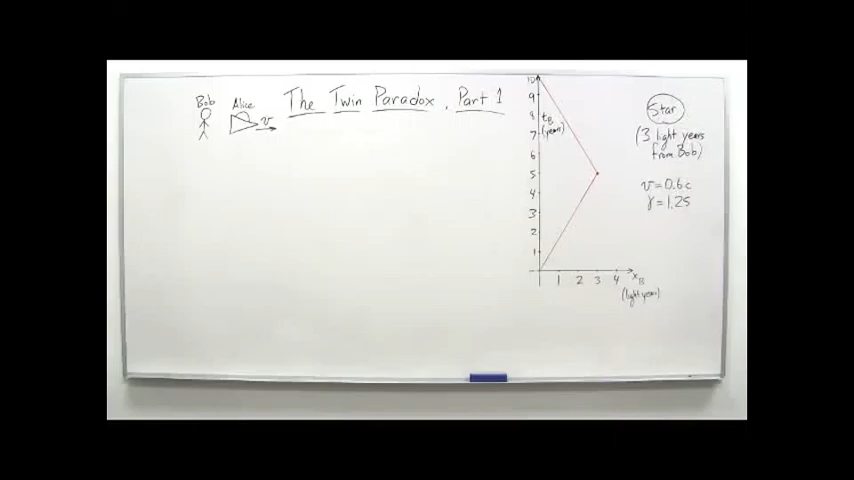 Bob
Alice
v
The Twin Paradox, Part 1
10
9
8
7
6
5
4
3
2
1
t_B
(years)
1 2 3 4
x_B
(light years)
Star
(3 light years
from Bob)
v=0.6c
γ=1.25